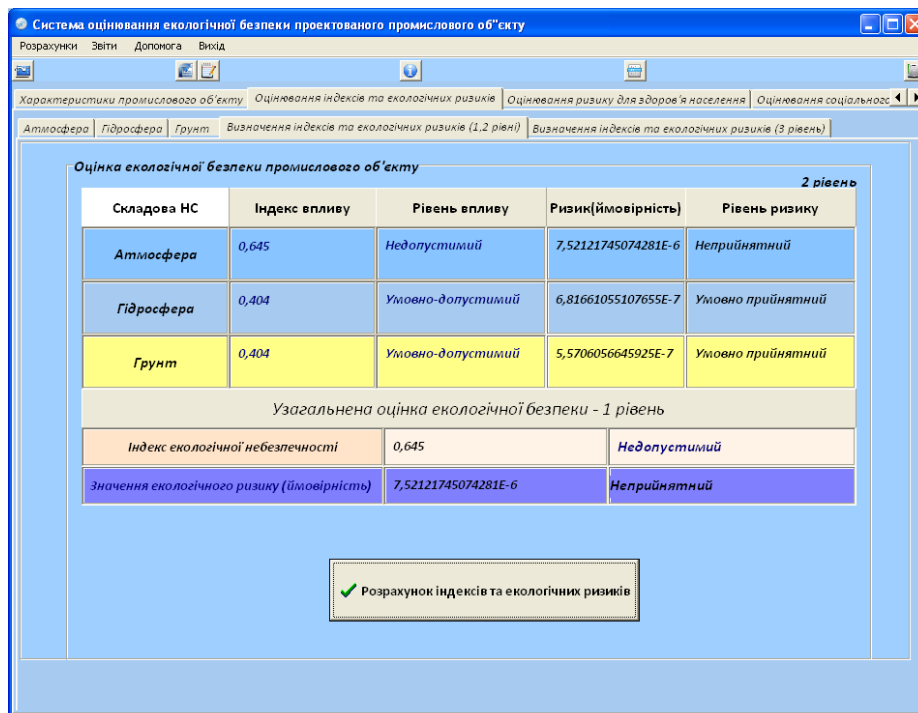 Система оцінювання екологічної безпеки проектованого промислового об"єкту
Розрахунки Звіти Допомога Вихід
Характеристики промислового об'єкту Оцінювання індексів та екологічних ризиків Оцінювання ризику для здоров'я населення Оцінювання соціального
Атмосфера Гідросфера Грунт Визначення індексів та екологічних ризиків (1,2 рівні) Визначення індексів та екологічних ризиків (3 рівень)
Оцінка екологічної безпеки промислового об'єкту
2 рівень
Складова НС Індекс впливу Рівень впливу Ризик(ймовірність) Рівень ризику
Атмосфера 0,645 Недопустимий 7,52121745074281E-6 Неприйнятний
Гідросфера 0,404 Умовно-допустимий 6,81661055107655E-7 Умовно прийнятний
Грунт 0,404 Умовно-допустимий 5,5706056645925E-7 Умовно прийнятний
Узагальнена оцінка екологічної безпеки - 1 рівень
Індекс екологічної небезпечності 0,645 Недопустимий
Значення екологічного ризику (ймовірність) 7,52121745074281E-6 Неприйнятний
Розрахунок індексів та екологічних ризиків